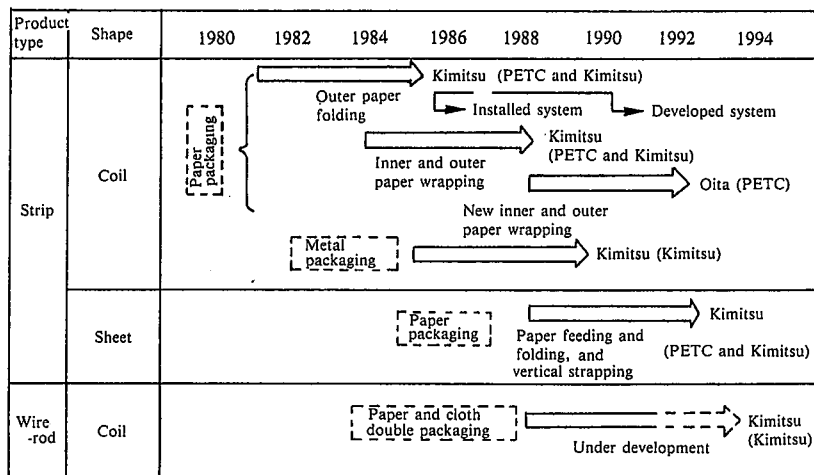 Product type
Shape
1980 1982 1984 1986 1988 1990 1992 1994
Strip
Coil
Paper packaging
Outer paper folding
Kimitsu (PETC and Kimitsu)
Installed system
Developed system
Inner and outer paper wrapping
Kimitsu (PETC and Kimitsu)
New inner and outer paper wrapping
Oita (PETC)
Metal packaging
Kimitsu (Kimitsu)
Sheet
Paper packaging
Paper feeding and folding, and vertical strapping
Kimitsu (PETC and Kimitsu)
Wire-rod
Coil
Paper and cloth double packaging
Under development
Kimitsu (Kimitsu)